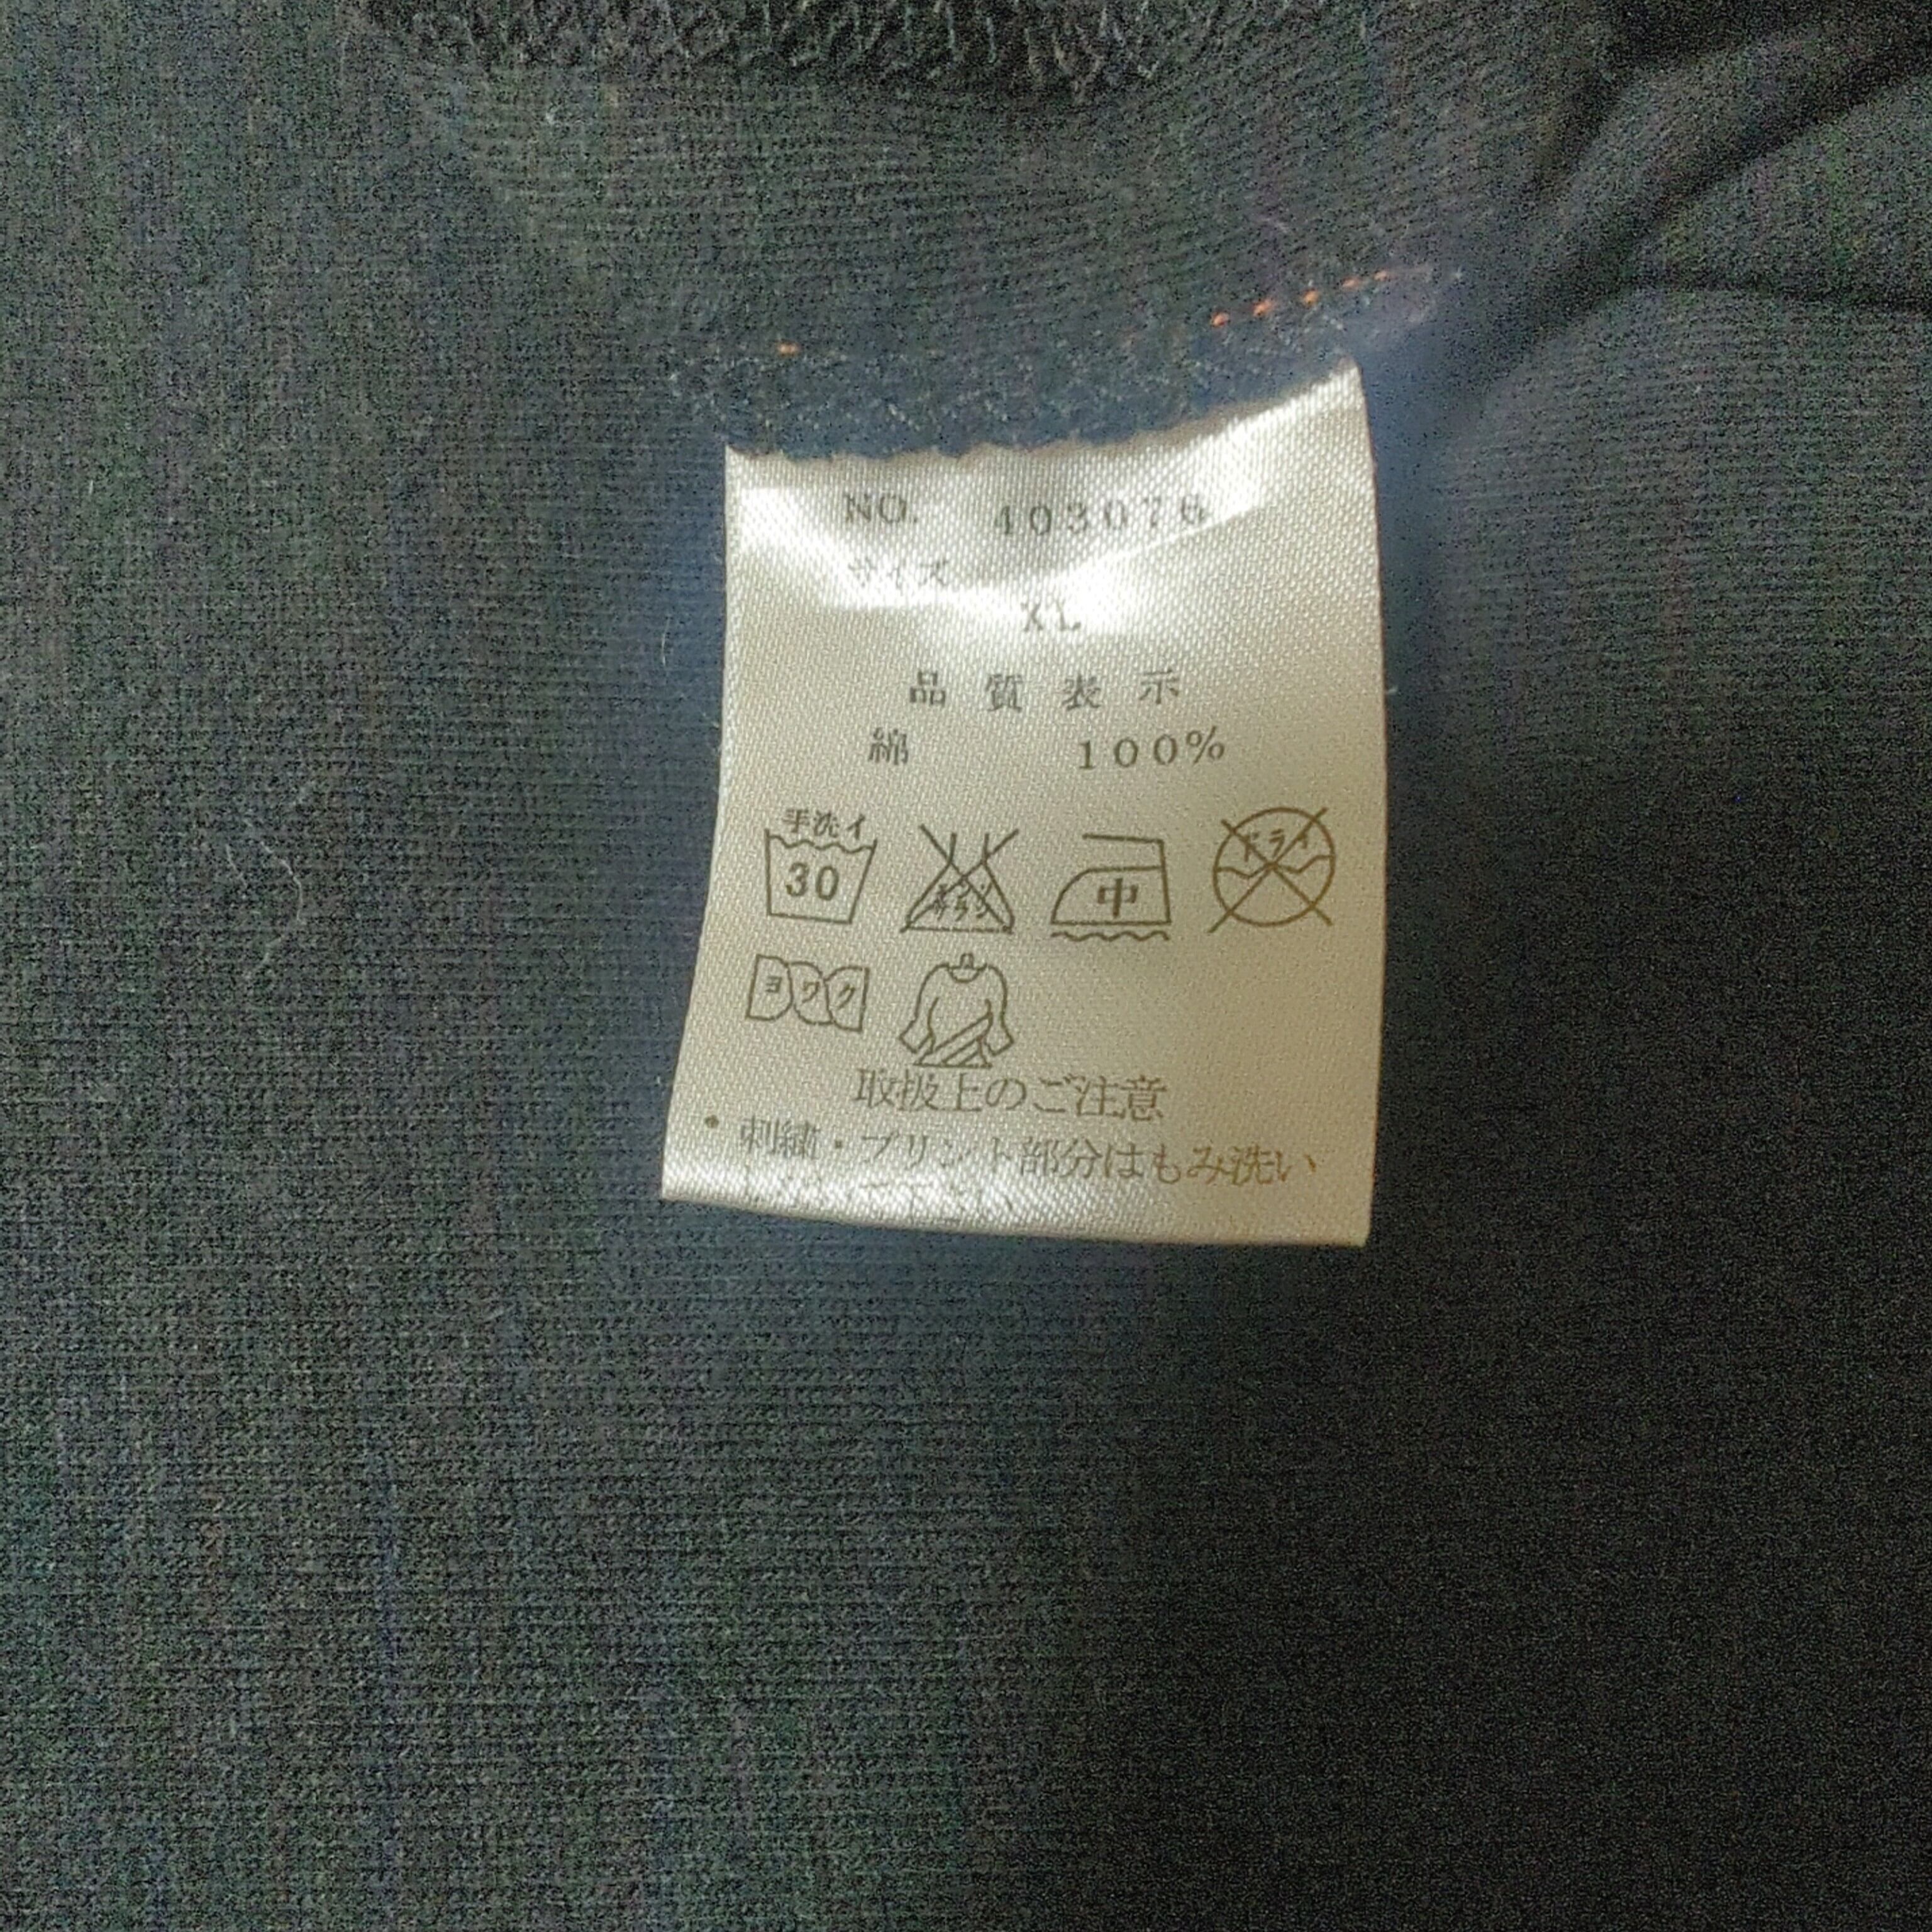 NO. 403076
サイズ
XL
品質表示
綿 100%
手洗イ
30
中
ドライ
ヨワク
取扱上のご注意
・刺繍・プリント部分はもみ洗い